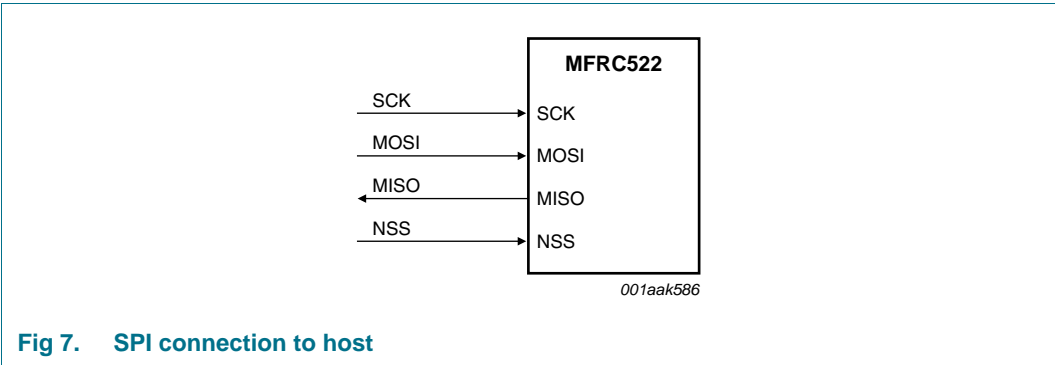 MFRC522
SCK SCK
MOSI MOSI
MISO MISO
NSS NSS
001aak586
Fig 7. SPI connection to host